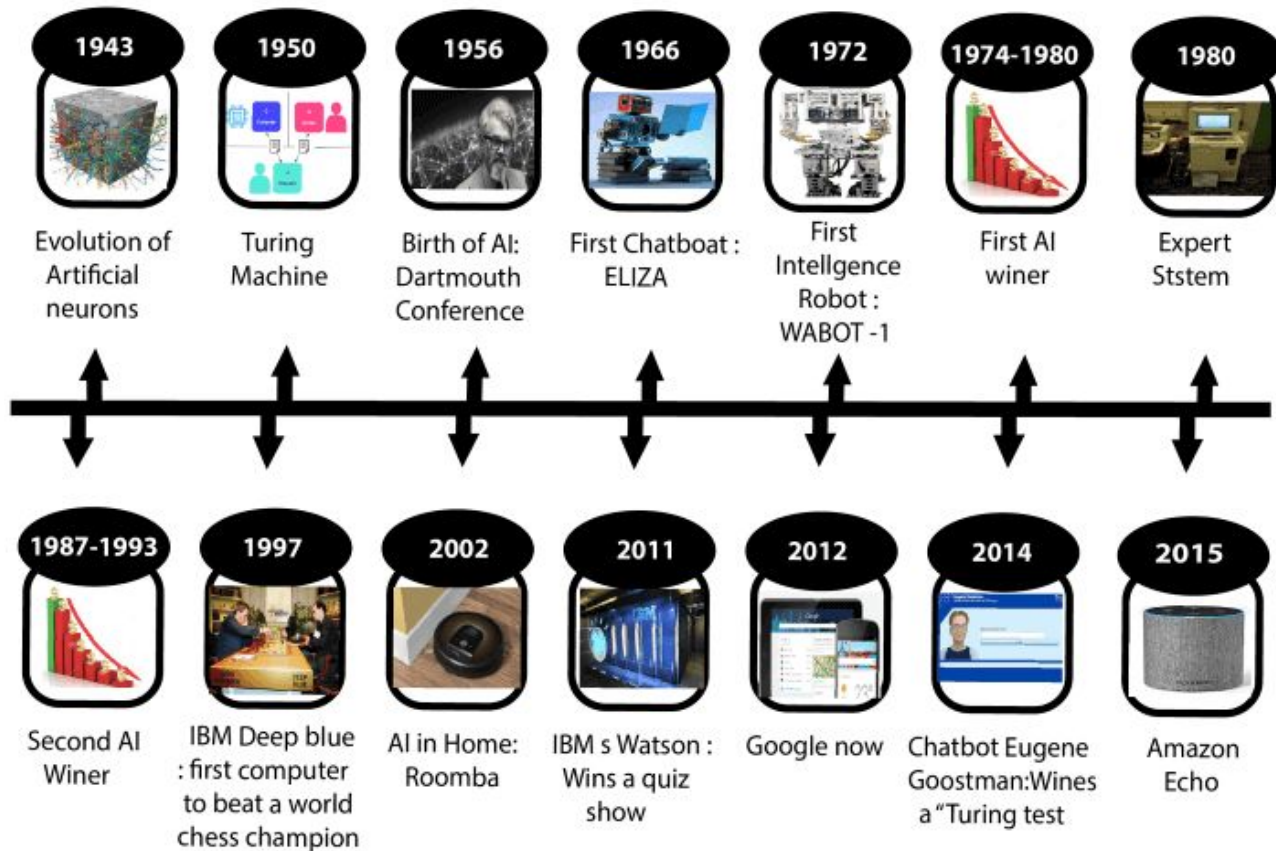 1943
Evolution of
Artificial
neurons
1950
Turing
Machine
1956
Birth of AI:
Dartmouth
Conference
1966
First Chatboat :
ELIZA
1972
First
Intellgence
Robot :
WABOT -1
1974-1980
First AI
winer
1980
Expert
Ststem
1987-1993
Second AI
Winer
1997
IBM Deep blue
: first computer
to beat a world
chess champion
2002
AI in Home:
Roomba
2011
IBM
IBM s Watson :
Wins a quiz
show
2012
Google now
2014
Chatbot Eugene
Goostman:Wines
a “Turing test
2015
Amazon
Echo